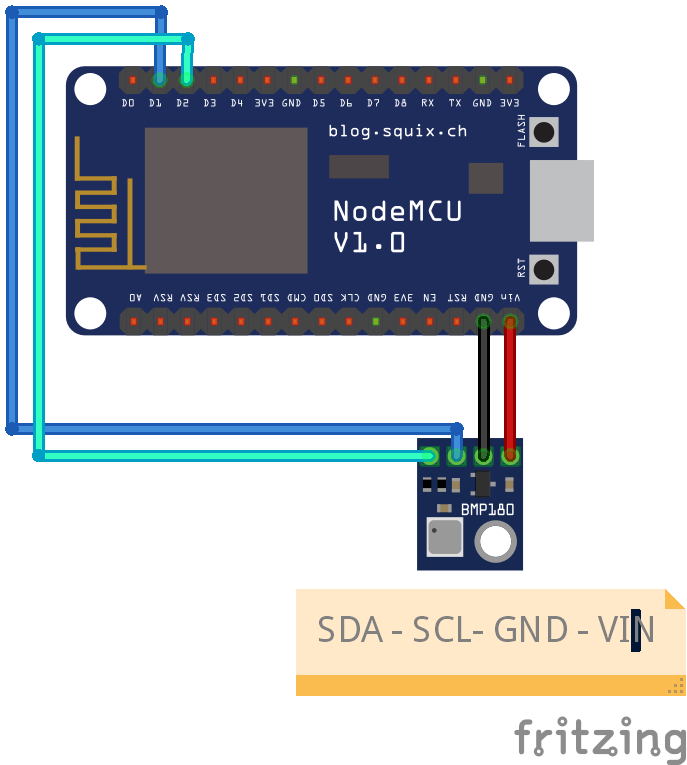 D0 D1 D2 D3 D4 3V3 GND D5 D6 D7 D8 RX TX GND 3V3
FLASH
blog.squix.ch
NodeMCU
V1.0
RST
A0 RSV RSV SD3 SD2 SD1 CMD SD0 CLK GND 3V3 EN RST GND Vin
BMP180
SDA - SCL- GND - VIN
fritzing